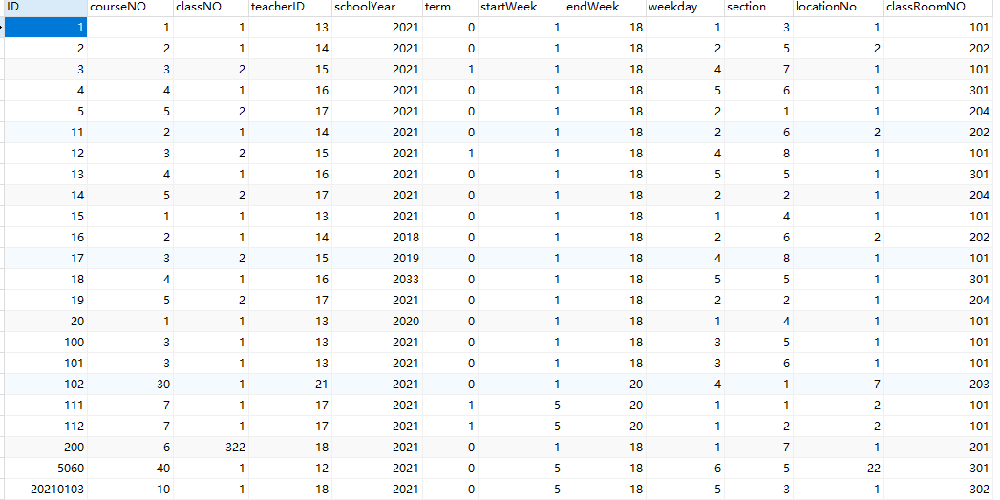 ID courseNO classNO teacherID schoolYear term startWeek endWeek weekday section locationNo classRoomNO
1 1 1 13 2021 0 1 18 1 3 1 101
2 2 1 14 2021 0 1 18 2 5 2 202
3 3 2 15 2021 1 1 18 4 7 1 101
4 4 1 16 2021 0 1 18 5 6 1 301
5 5 2 17 2021 0 1 18 2 1 1 204
11 2 1 14 2021 0 1 18 2 6 2 202
12 3 2 15 2021 1 1 18 4 8 1 101
13 4 1 16 2021 0 1 18 5 5 1 301
14 5 2 17 2021 0 1 18 2 2 1 204
15 1 1 13 2021 0 1 18 1 4 1 101
16 2 1 14 2018 0 1 18 2 6 2 202
17 3 2 15 2019 0 1 18 4 8 1 101
18 4 1 16 2033 0 1 18 5 5 1 301
19 5 2 17 2021 0 1 18 2 2 1 204
20 1 1 13 2020 0 1 18 1 4 1 101
100 3 1 13 2021 0 1 18 3 5 1 101
101 3 1 13 2021 0 1 18 3 6 1 101
102 30 1 21 2021 0 1 20 4 1 7 203
111 7 1 17 2021 1 5 20 1 1 2 101
112 7 1 17 2021 1 5 20 1 2 2 101
200 6 322 18 2021 0 1 18 1 7 1 201
5060 40 1 12 2021 0 5 18 6 5 22 301
20210103 10 1 18 2021 0 5 18 5 3 1 302